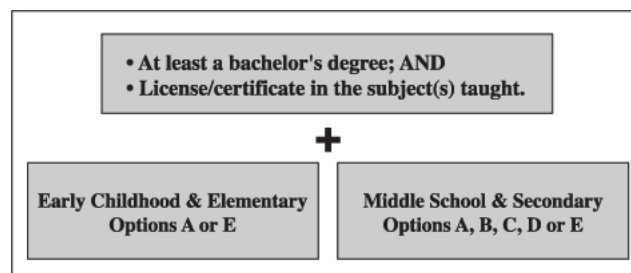 • At least a bachelor's degree; AND
• License/certificate in the subject(s) taught.
+
Early Childhood & Elementary
Options A or E
Middle School & Secondary
Options A, B, C, D or E